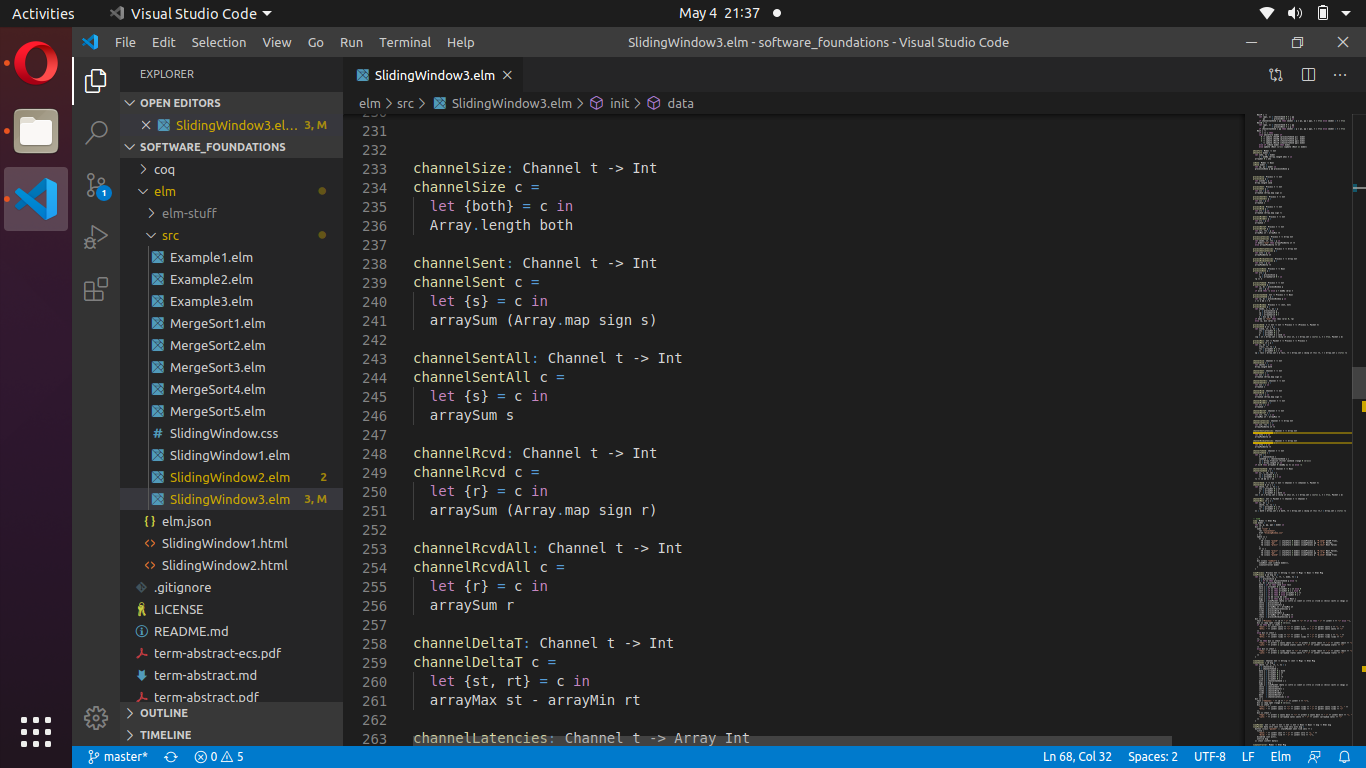 Activities
Visual Studio Code
May 4 21:37
File Edit Selection View Go Run Terminal Help
SlidingWindow3.elm - software_foundations - Visual Studio Code
EXPLORER
OPEN EDITORS
SlidingWindow3.el... 3, M
SOFTWARE_FOUNDATIONS
coq
elm
elm-stuff
src
Example1.elm
Example2.elm
Example3.elm
MergeSort1.elm
MergeSort2.elm
MergeSort3.elm
MergeSort4.elm
MergeSort5.elm
# SlidingWindow.css
SlidingWindow1.elm
SlidingWindow2.elm 2
SlidingWindow3.elm 3, M
{} elm.json
<> SlidingWindow1.html
<> SlidingWindow2.html
.gitignore
LICENSE
README.md
term-abstract-ecs.pdf
term-abstract.md
term-abstract.pdf
OUTLINE
TIMELINE
1
SlidingWindow3.elm
elm > src > SlidingWindow3.elm > init > data
230
231
232
233 channelSize: Channel t -> Int
234 channelSize c =
235 let {both} = c in
236 Array.length both
237
238 channelSent: Channel t -> Int
239 channelSent c =
240 let {s} = c in
241 arraySum (Array.map sign s)
242
243 channelSentAll: Channel t -> Int
244 channelSentAll c =
245 let {s} = c in
246 arraySum s
247
248 channelRcvd: Channel t -> Int
249 channelRcvd c =
250 let {r} = c in
251 arraySum (Array.map sign r)
252
253 channelRcvdAll: Channel t -> Int
254 channelRcvdAll c =
255 let {r} = c in
256 arraySum r
257
258 channelDeltaT: Channel t -> Int
259 channelDeltaT c =
260 let {st, rt} = c in
261 arrayMax st - arrayMin rt
262
263 channelLatencies: Channel t -> Array Int
master* 0 5 Ln 68, Col 32 Spaces: 2 UTF-8 LF Elm